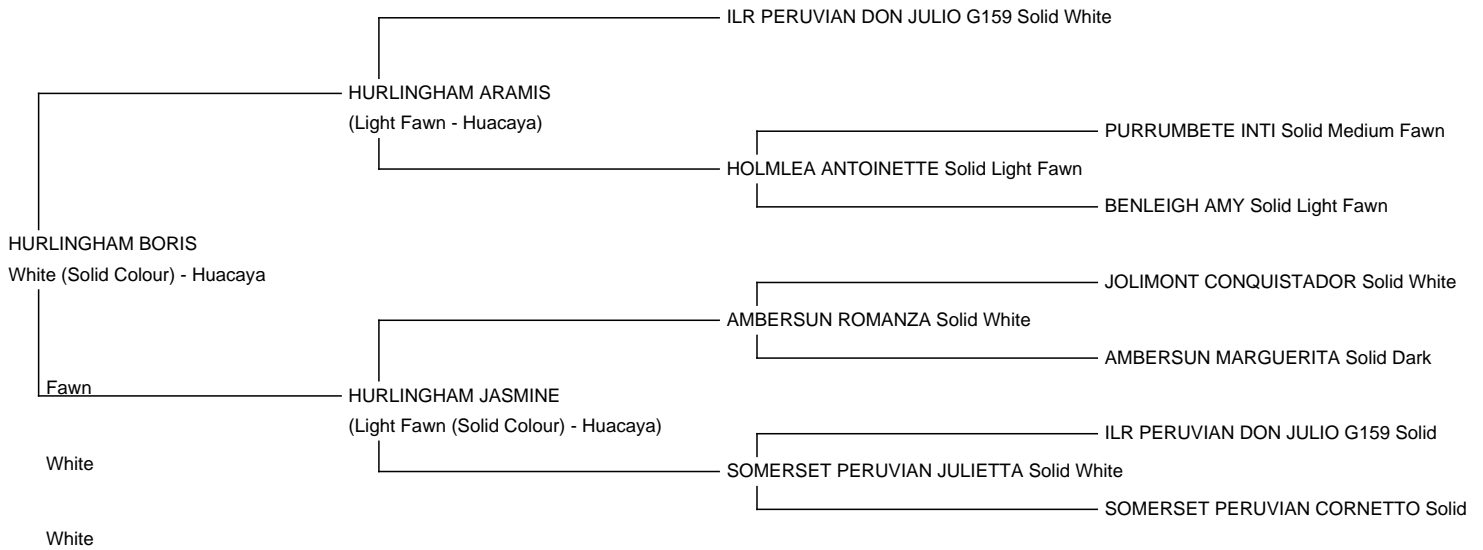 ILR PERUVIAN DON JULIO G159 Solid White
HURLINGHAM ARAMIS
(Light Fawn - Huacaya)
PURRUMBETE INTI Solid Medium Fawn
HOLMLEA ANTOINETTE Solid Light Fawn
BENLEIGH AMY Solid Light Fawn
HURLINGHAM BORIS
White (Solid Colour) - Huacaya
JOLIMONT CONQUISTADOR Solid White
AMBERSUN ROMANZA Solid White
AMBERSUN MARGUERITA Solid Dark
Fawn
HURLINGHAM JASMINE
(Light Fawn (Solid Colour) - Huacaya)
ILR PERUVIAN DON JULIO G159 Solid
White
SOMERSET PERUVIAN JULIETTA Solid White
SOMERSET PERUVIAN CORNETTO Solid
White